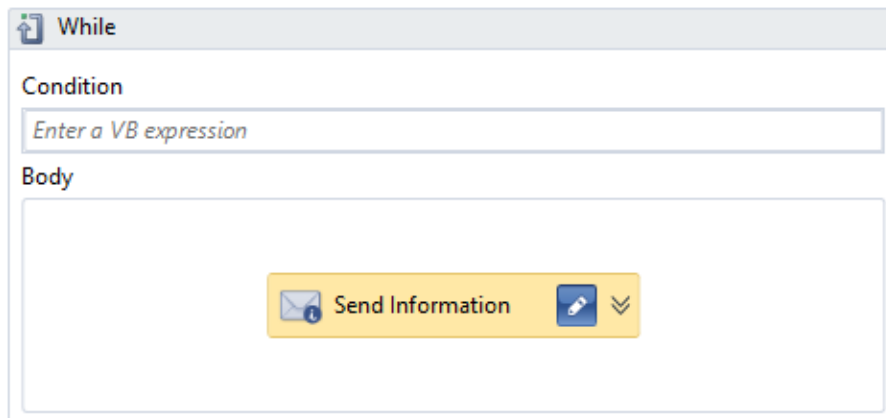 While
Condition
Enter a VB expression
Body
Send Information